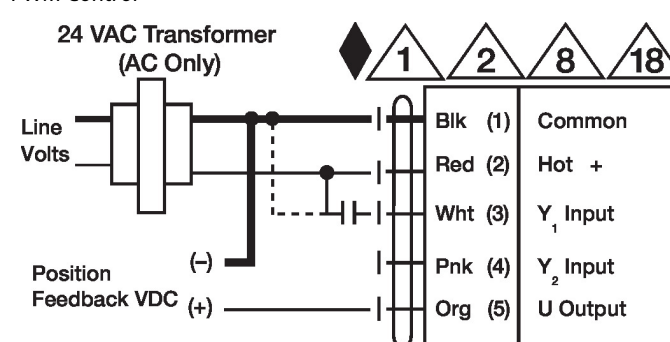 24 VAC Transformer
(AC Only)
1 2 8 18
Line
Volts
Blk (1) Common
Red (2) Hot +
Wht (3) Y1 Input
Pnk (4) Y2 Input
Org (5) U Output
Position
Feedback VDC
(–)
(+)